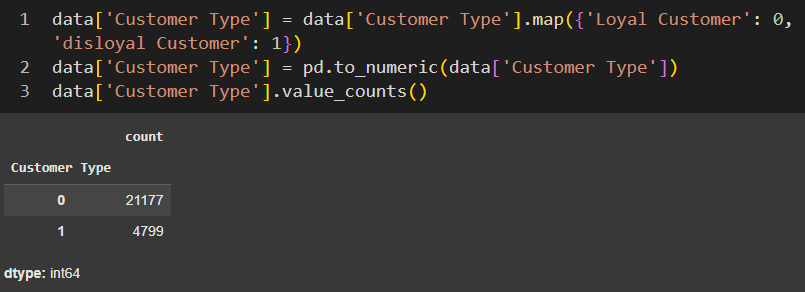 1 data['Customer Type'] = data['Customer Type'].map({'Loyal Customer': 0,
'disloyal Customer': 1})
2 data['Customer Type'] = pd.to_numeric(data['Customer Type'])
3 data['Customer Type'].value_counts()
count
Customer Type
0 21177
1 4799
dtype: int64